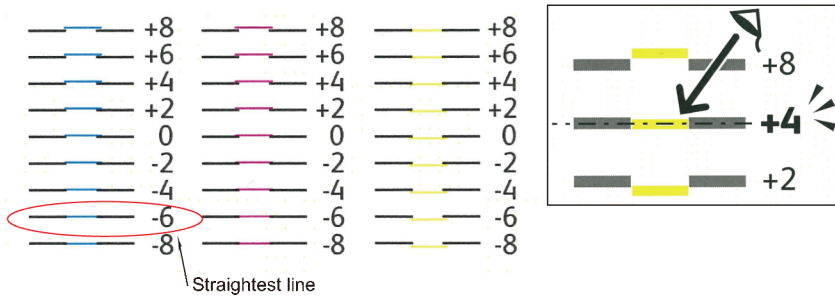 +8 +8 +8
+6 +6 +6
+4 +4 +4
+2 +2 +2
0 0 0
-2 -2 -2
-4 -4 -4
-6 -6 -6
-8 -8 -8
Straightest line
+8
+4
+2